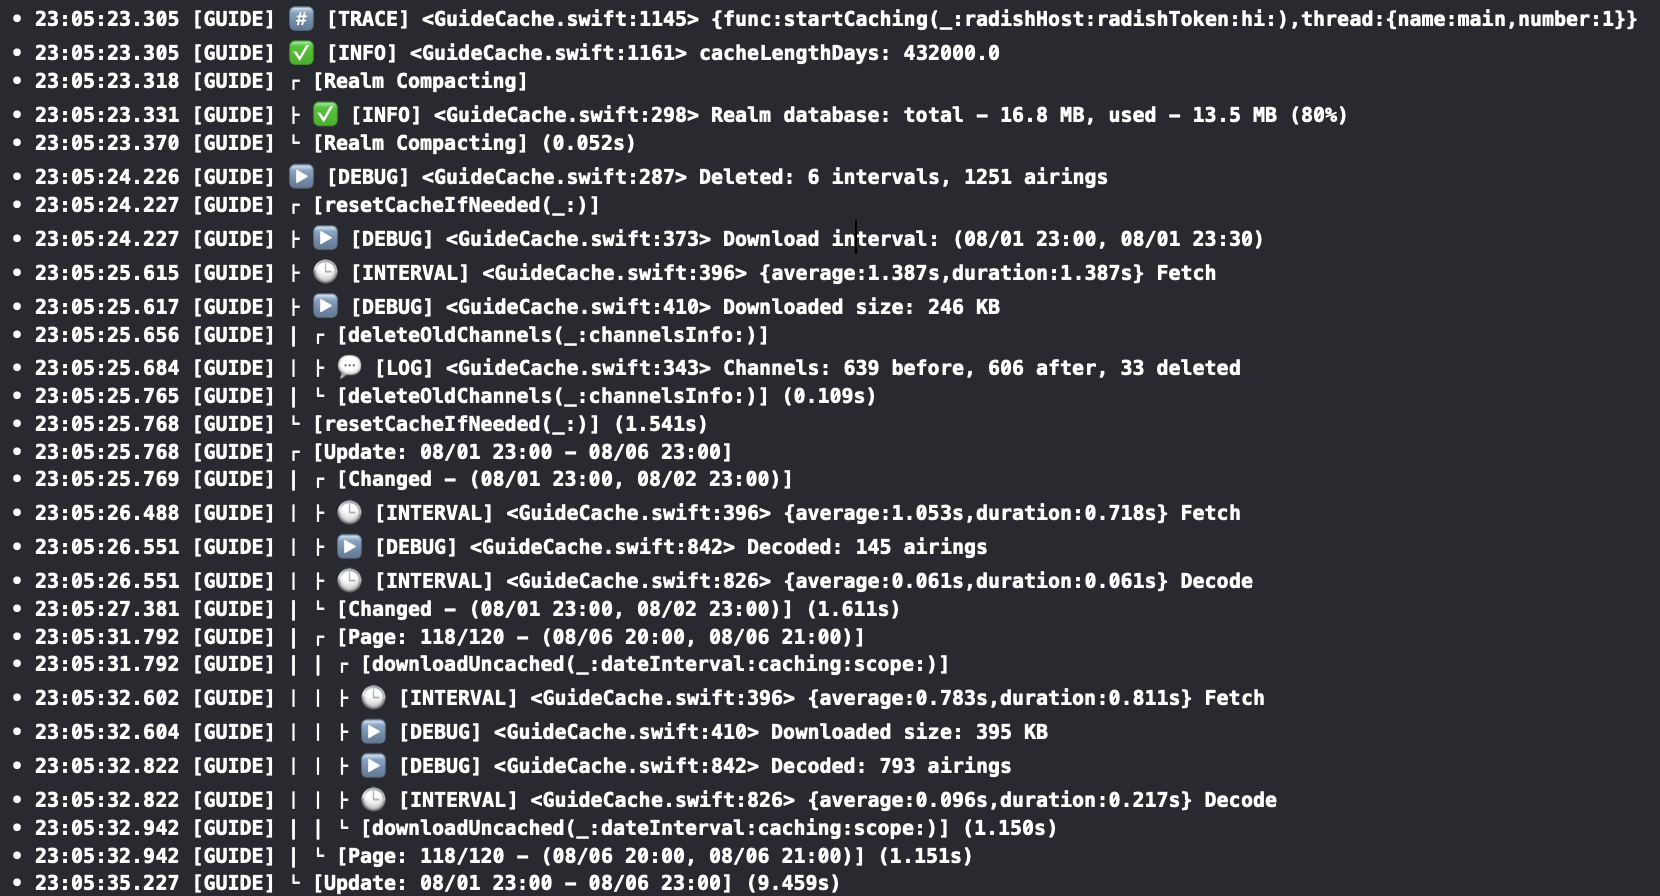 • 23:05:23.305 [GUIDE] #️⃣ [TRACE] <GuideCache.swift:1145> {func:startCaching(_:radishHost:radishToken:hi:),thread:{name:main,number:1}}
• 23:05:23.305 [GUIDE] ✅ [INFO] <GuideCache.swift:1161> cacheLengthDays: 432000.0
• 23:05:23.318 [GUIDE] ┌ [Realm Compacting]
• 23:05:23.331 [GUIDE] ├ ✅ [INFO] <GuideCache.swift:298> Realm database: total – 16.8 MB, used – 13.5 MB (80%)
• 23:05:23.370 [GUIDE] └ [Realm Compacting] (0.052s)
• 23:05:24.226 [GUIDE] ▶️ [DEBUG] <GuideCache.swift:287> Deleted: 6 intervals, 1251 airings
• 23:05:24.227 [GUIDE] ┌ [resetCacheIfNeeded(_:)]
• 23:05:24.227 [GUIDE] ├ ▶️ [DEBUG] <GuideCache.swift:373> Download interval: (08/01 23:00, 08/01 23:30)
• 23:05:25.615 [GUIDE] ├ 🕒 [INTERVAL] <GuideCache.swift:396> {average:1.387s,duration:1.387s} Fetch
• 23:05:25.617 [GUIDE] ├ ▶️ [DEBUG] <GuideCache.swift:410> Downloaded size: 246 KB
• 23:05:25.656 [GUIDE] | ┌ [deleteOldChannels(_:channelsInfo:)]
• 23:05:25.684 [GUIDE] | ├ 💬 [LOG] <GuideCache.swift:343> Channels: 639 before, 606 after, 33 deleted
• 23:05:25.765 [GUIDE] | └ [deleteOldChannels(_:channelsInfo:)] (0.109s)
• 23:05:25.768 [GUIDE] └ [resetCacheIfNeeded(_:)] (1.541s)
• 23:05:25.768 [GUIDE] ┌ [Update: 08/01 23:00 – 08/06 23:00]
• 23:05:25.769 [GUIDE] | ┌ [Changed – (08/01 23:00, 08/02 23:00)]
• 23:05:26.488 [GUIDE] | ├ 🕒 [INTERVAL] <GuideCache.swift:396> {average:1.053s,duration:0.718s} Fetch
• 23:05:26.551 [GUIDE] | ├ ▶️ [DEBUG] <GuideCache.swift:842> Decoded: 145 airings
• 23:05:26.551 [GUIDE] | ├ 🕒 [INTERVAL] <GuideCache.swift:826> {average:0.061s,duration:0.061s} Decode
• 23:05:27.381 [GUIDE] | └ [Changed – (08/01 23:00, 08/02 23:00)] (1.611s)
• 23:05:31.792 [GUIDE] | ┌ [Page: 118/120 – (08/06 20:00, 08/06 21:00)]
• 23:05:31.792 [GUIDE] | | ┌ [downloadUncached(_:dateInterval:caching:scope:)]
• 23:05:32.602 [GUIDE] | | ├ 🕒 [INTERVAL] <GuideCache.swift:396> {average:0.783s,duration:0.811s} Fetch
• 23:05:32.604 [GUIDE] | | ├ ▶️ [DEBUG] <GuideCache.swift:410> Downloaded size: 395 KB
• 23:05:32.822 [GUIDE] | | ├ ▶️ [DEBUG] <GuideCache.swift:842> Decoded: 793 airings
• 23:05:32.822 [GUIDE] | | ├ 🕒 [INTERVAL] <GuideCache.swift:826> {average:0.096s,duration:0.217s} Decode
• 23:05:32.942 [GUIDE] | | └ [downloadUncached(_:dateInterval:caching:scope:)] (1.150s)
• 23:05:32.942 [GUIDE] | └ [Page: 118/120 – (08/06 20:00, 08/06 21:00)] (1.151s)
• 23:05:35.227 [GUIDE] └ [Update: 08/01 23:00 – 08/06 23:00] (9.459s)